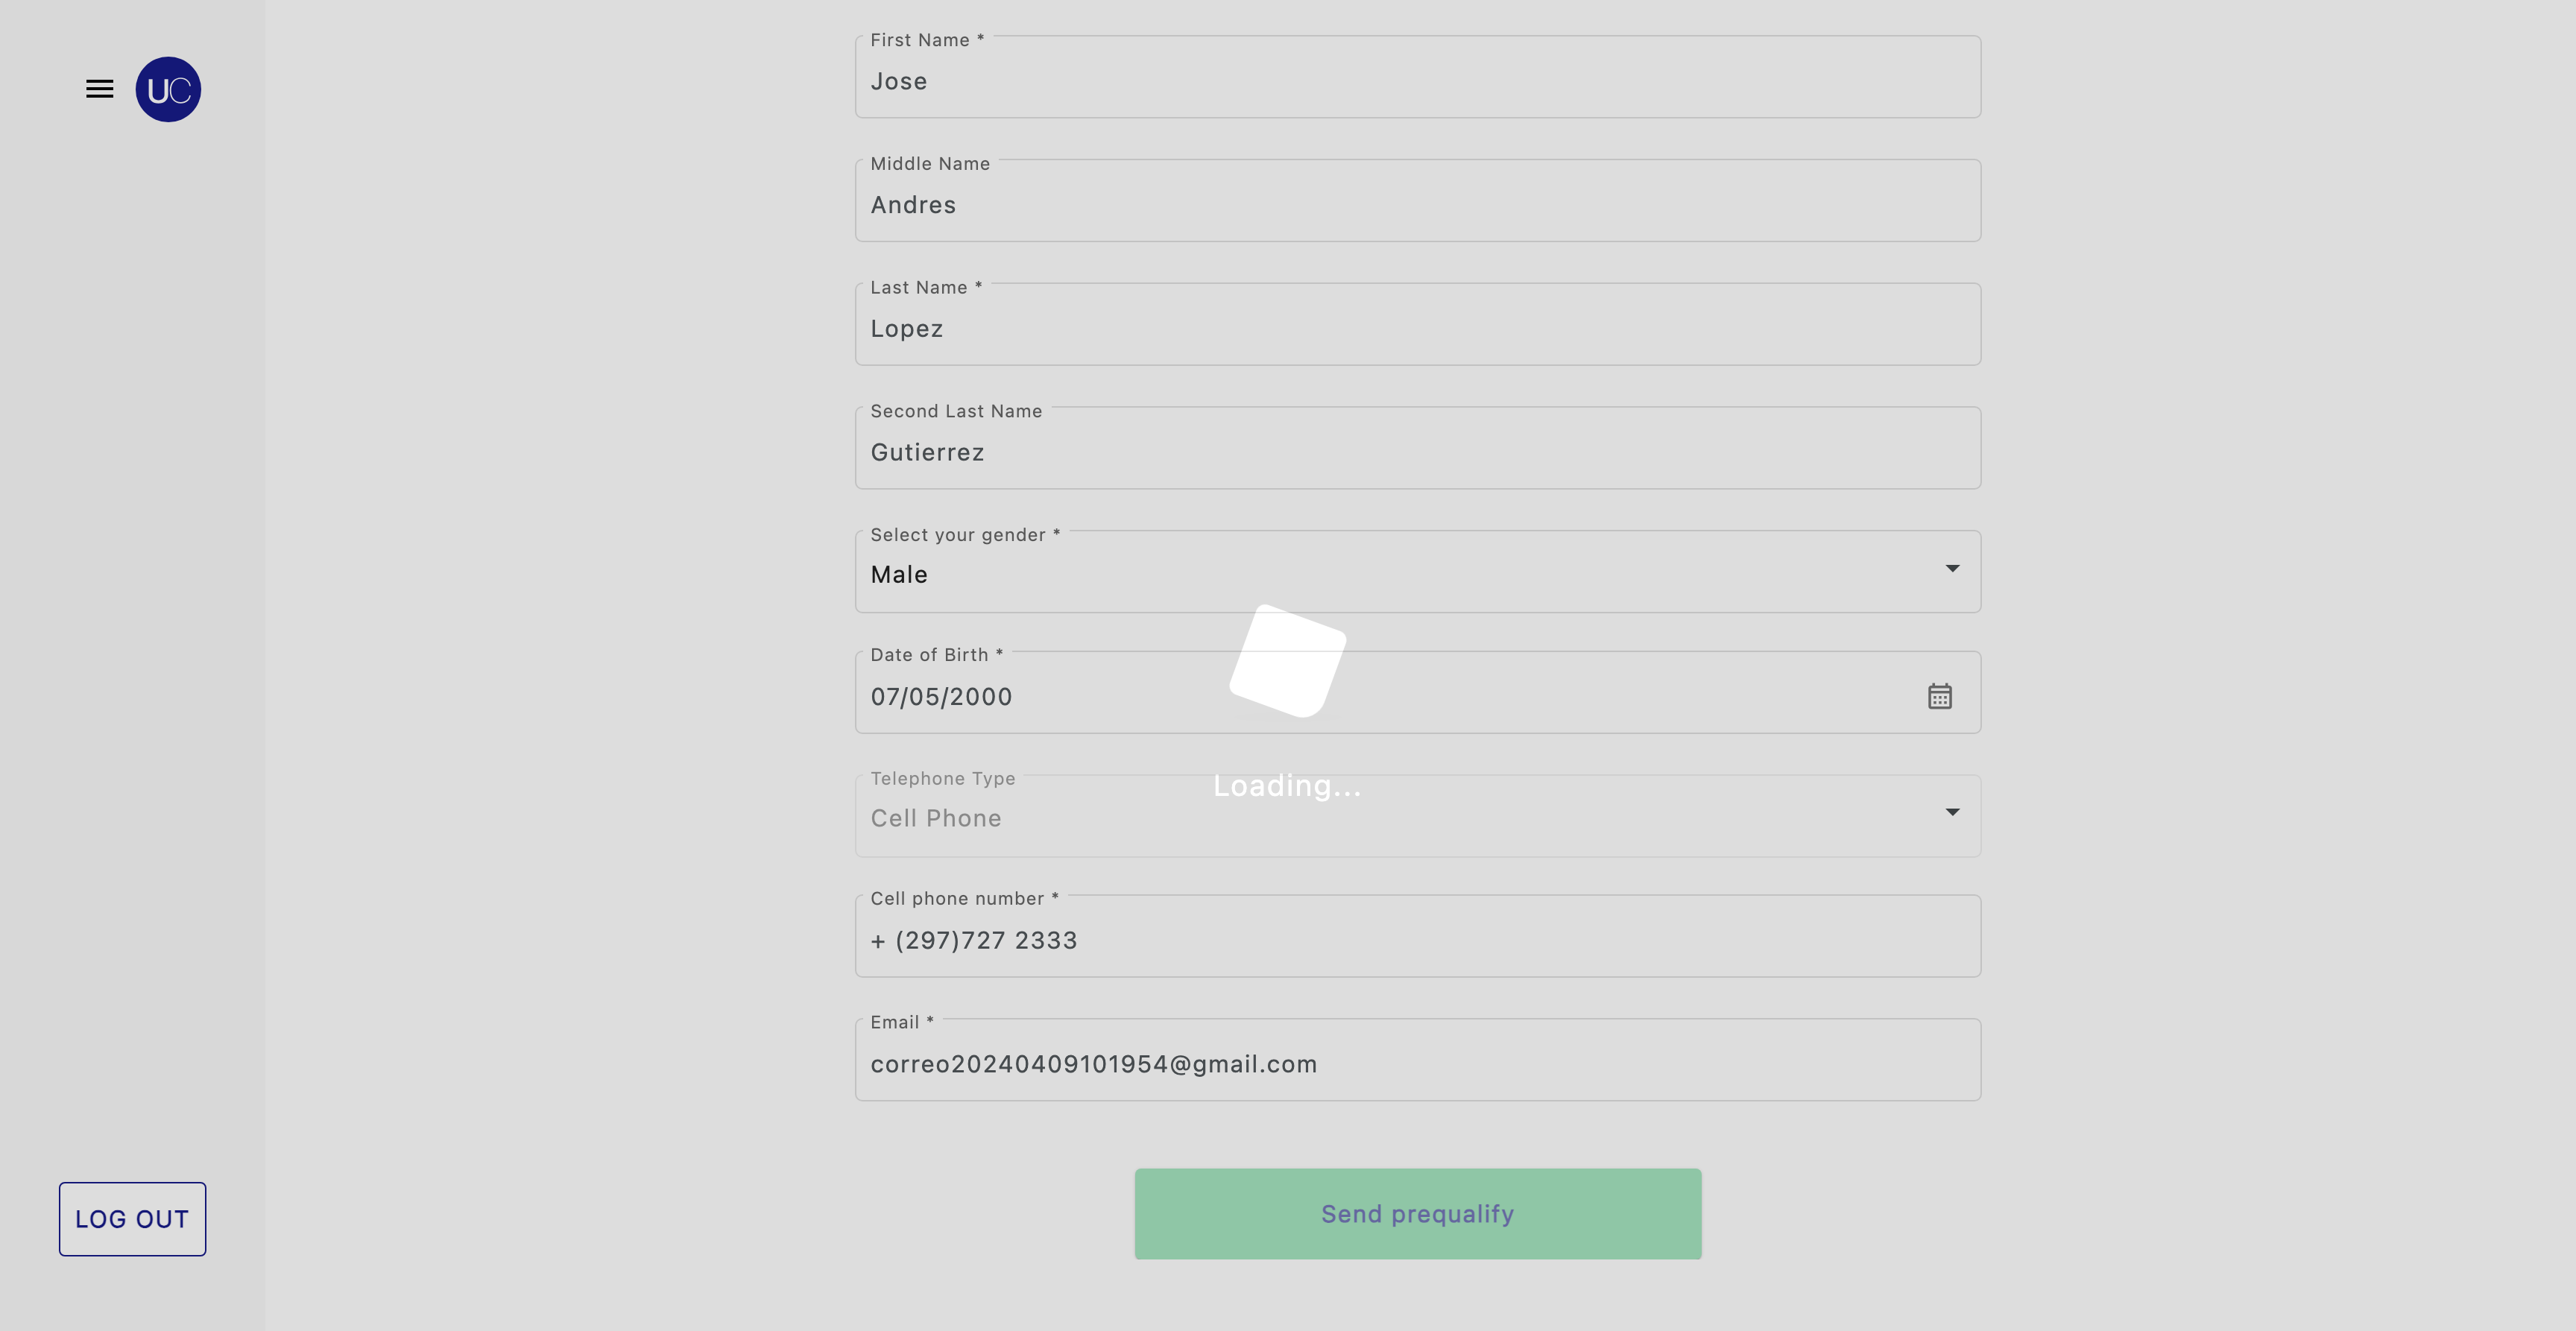 UC
First Name *
Jose
Middle Name
Andres
Last Name *
Lopez
Second Last Name
Gutierrez
Select your gender *
Male
Date of Birth *
07/05/2000
Loading...
Telephone Type
Cell Phone
Cell phone number *
+ (297)727 2333
Email *
correo20240409101954@gmail.com
Send prequalify
LOG OUT